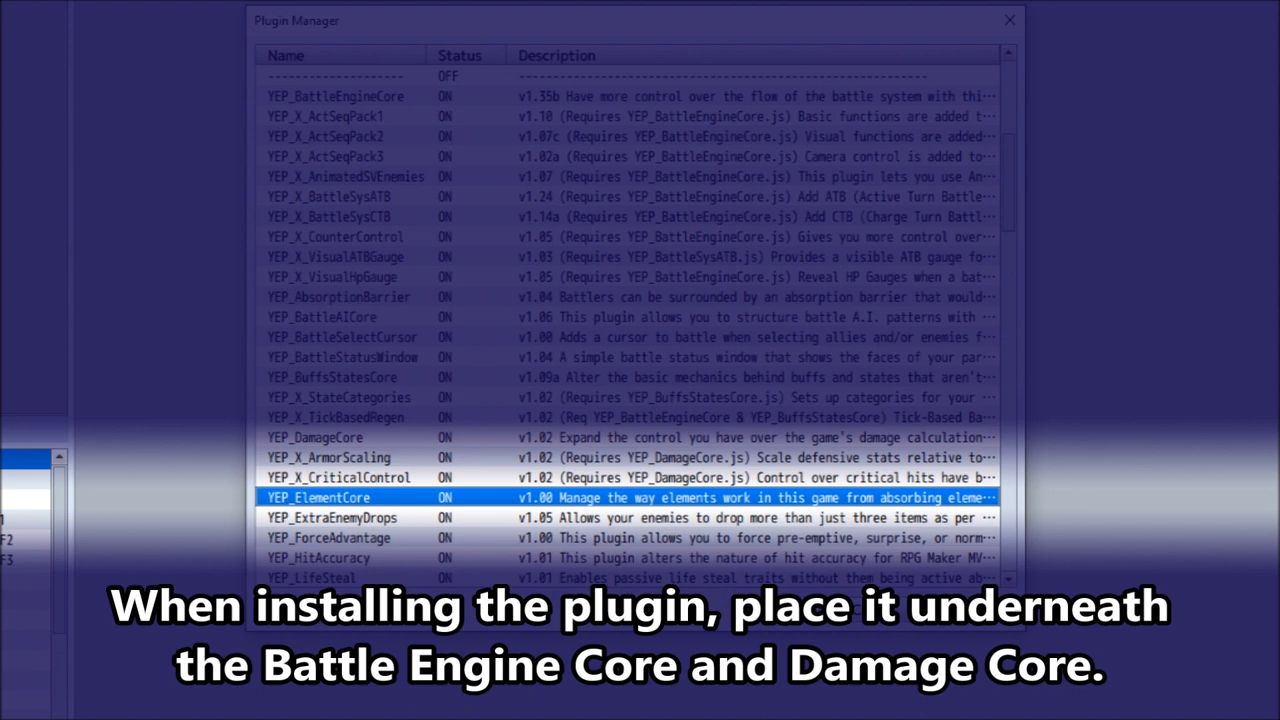 Plugin Manager
Name Status Description
-------------------- OFF ------------------------------------------------------------
YEP_BattleEngineCore ON v1.35b Have more control over the flow of the battle system with thi⋯
YEP_X_ActSeqPack1 ON v1.10 (Requires YEP_BattleEngineCore.js) Basic functions are added t⋯
YEP_X_ActSeqPack2 ON v1.07c (Requires YEP_BattleEngineCore.js) Visual functions are added⋯
YEP_X_ActSeqPack3 ON v1.02a (Requires YEP_BattleEngineCore.js) Camera control is added to⋯
YEP_X_AnimatedSVEnemies ON v1.07 (Requires YEP_BattleEngineCore.js) This plugin lets you use An⋯
YEP_X_BattleSysATB ON v1.24 (Requires YEP_BattleEngineCore.js) Add ATB (Active Turn Battle⋯
YEP_X_BattleSysCTB ON v1.14a (Requires YEP_BattleEngineCore.js) Add CTB (Charge Turn Battl⋯
YEP_X_CounterControl ON v1.05 (Requires YEP_BattleEngineCore.js) Gives you more control over⋯
YEP_X_VisualATBGauge ON v1.03 (Requires YEP_BattleSysATB.js) Provides a visible ATB gauge fo⋯
YEP_X_VisualHpGauge ON v1.05 (Requires YEP_BattleEngineCore.js) Reveal HP Gauges when a bat⋯
YEP_AbsorptionBarrier ON v1.04 Battlers can be surrounded by an absorption barrier that would⋯
YEP_BattleAICore ON v1.06 This plugin allows you to structure battle A.I. patterns with ⋯
YEP_BattleSelectCursor ON v1.00 Adds a cursor to battle when selecting allies and/or enemies f⋯
YEP_BattleStatusWindow ON v1.04 A simple battle status window that shows the faces of your par⋯
YEP_BuffsStatesCore ON v1.09a Alter the basic mechanics behind buffs and states that aren't⋯
YEP_X_StateCategories ON v1.02 (Requires YEP_BuffsStatesCore.js) Sets up categories for your ⋯
YEP_X_TickBasedRegen ON v1.02 (Req YEP_BattleEngineCore & YEP_BuffsStatesCore) Tick-Based Ba⋯
YEP_DamageCore ON v1.02 Expand the control you have over the game's damage calculation⋯
YEP_X_ArmorScaling ON v1.02 (Requires YEP_DamageCore.js) Scale defensive stats relative to⋯
YEP_X_CriticalControl ON v1.02 (Requires YEP_DamageCore.js) Control over critical hits have b⋯
YEP_ElementCore ON v1.00 Manage the way elements work in this game from absorbing eleme⋯
YEP_ExtraEnemyDrops ON v1.05 Allows your enemies to drop more than just three items as per ⋯
YEP_ForceAdvantage ON v1.00 This plugin allows you to force pre-emptive, surprise, or norm⋯
YEP_HitAccuracy ON v1.01 This plugin alters the nature of hit accuracy for RPG Maker MV⋯
YEP_LifeSteal ON v1.01 Enables passive life steal traits without them being active ab⋯
1
F2
F3
When installing the plugin, place it underneath
the Battle Engine Core and Damage Core.